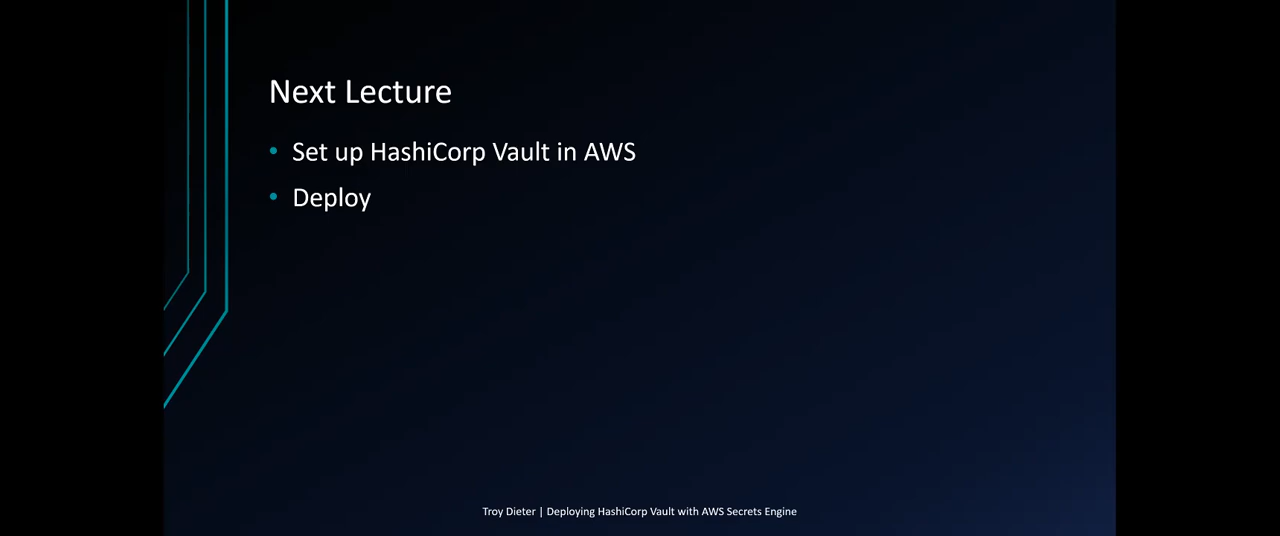 Next Lecture
• Set up HashiCorp Vault in AWS
• Deploy
Troy Dieter | Deploying HashiCorp Vault with AWS Secrets Engine